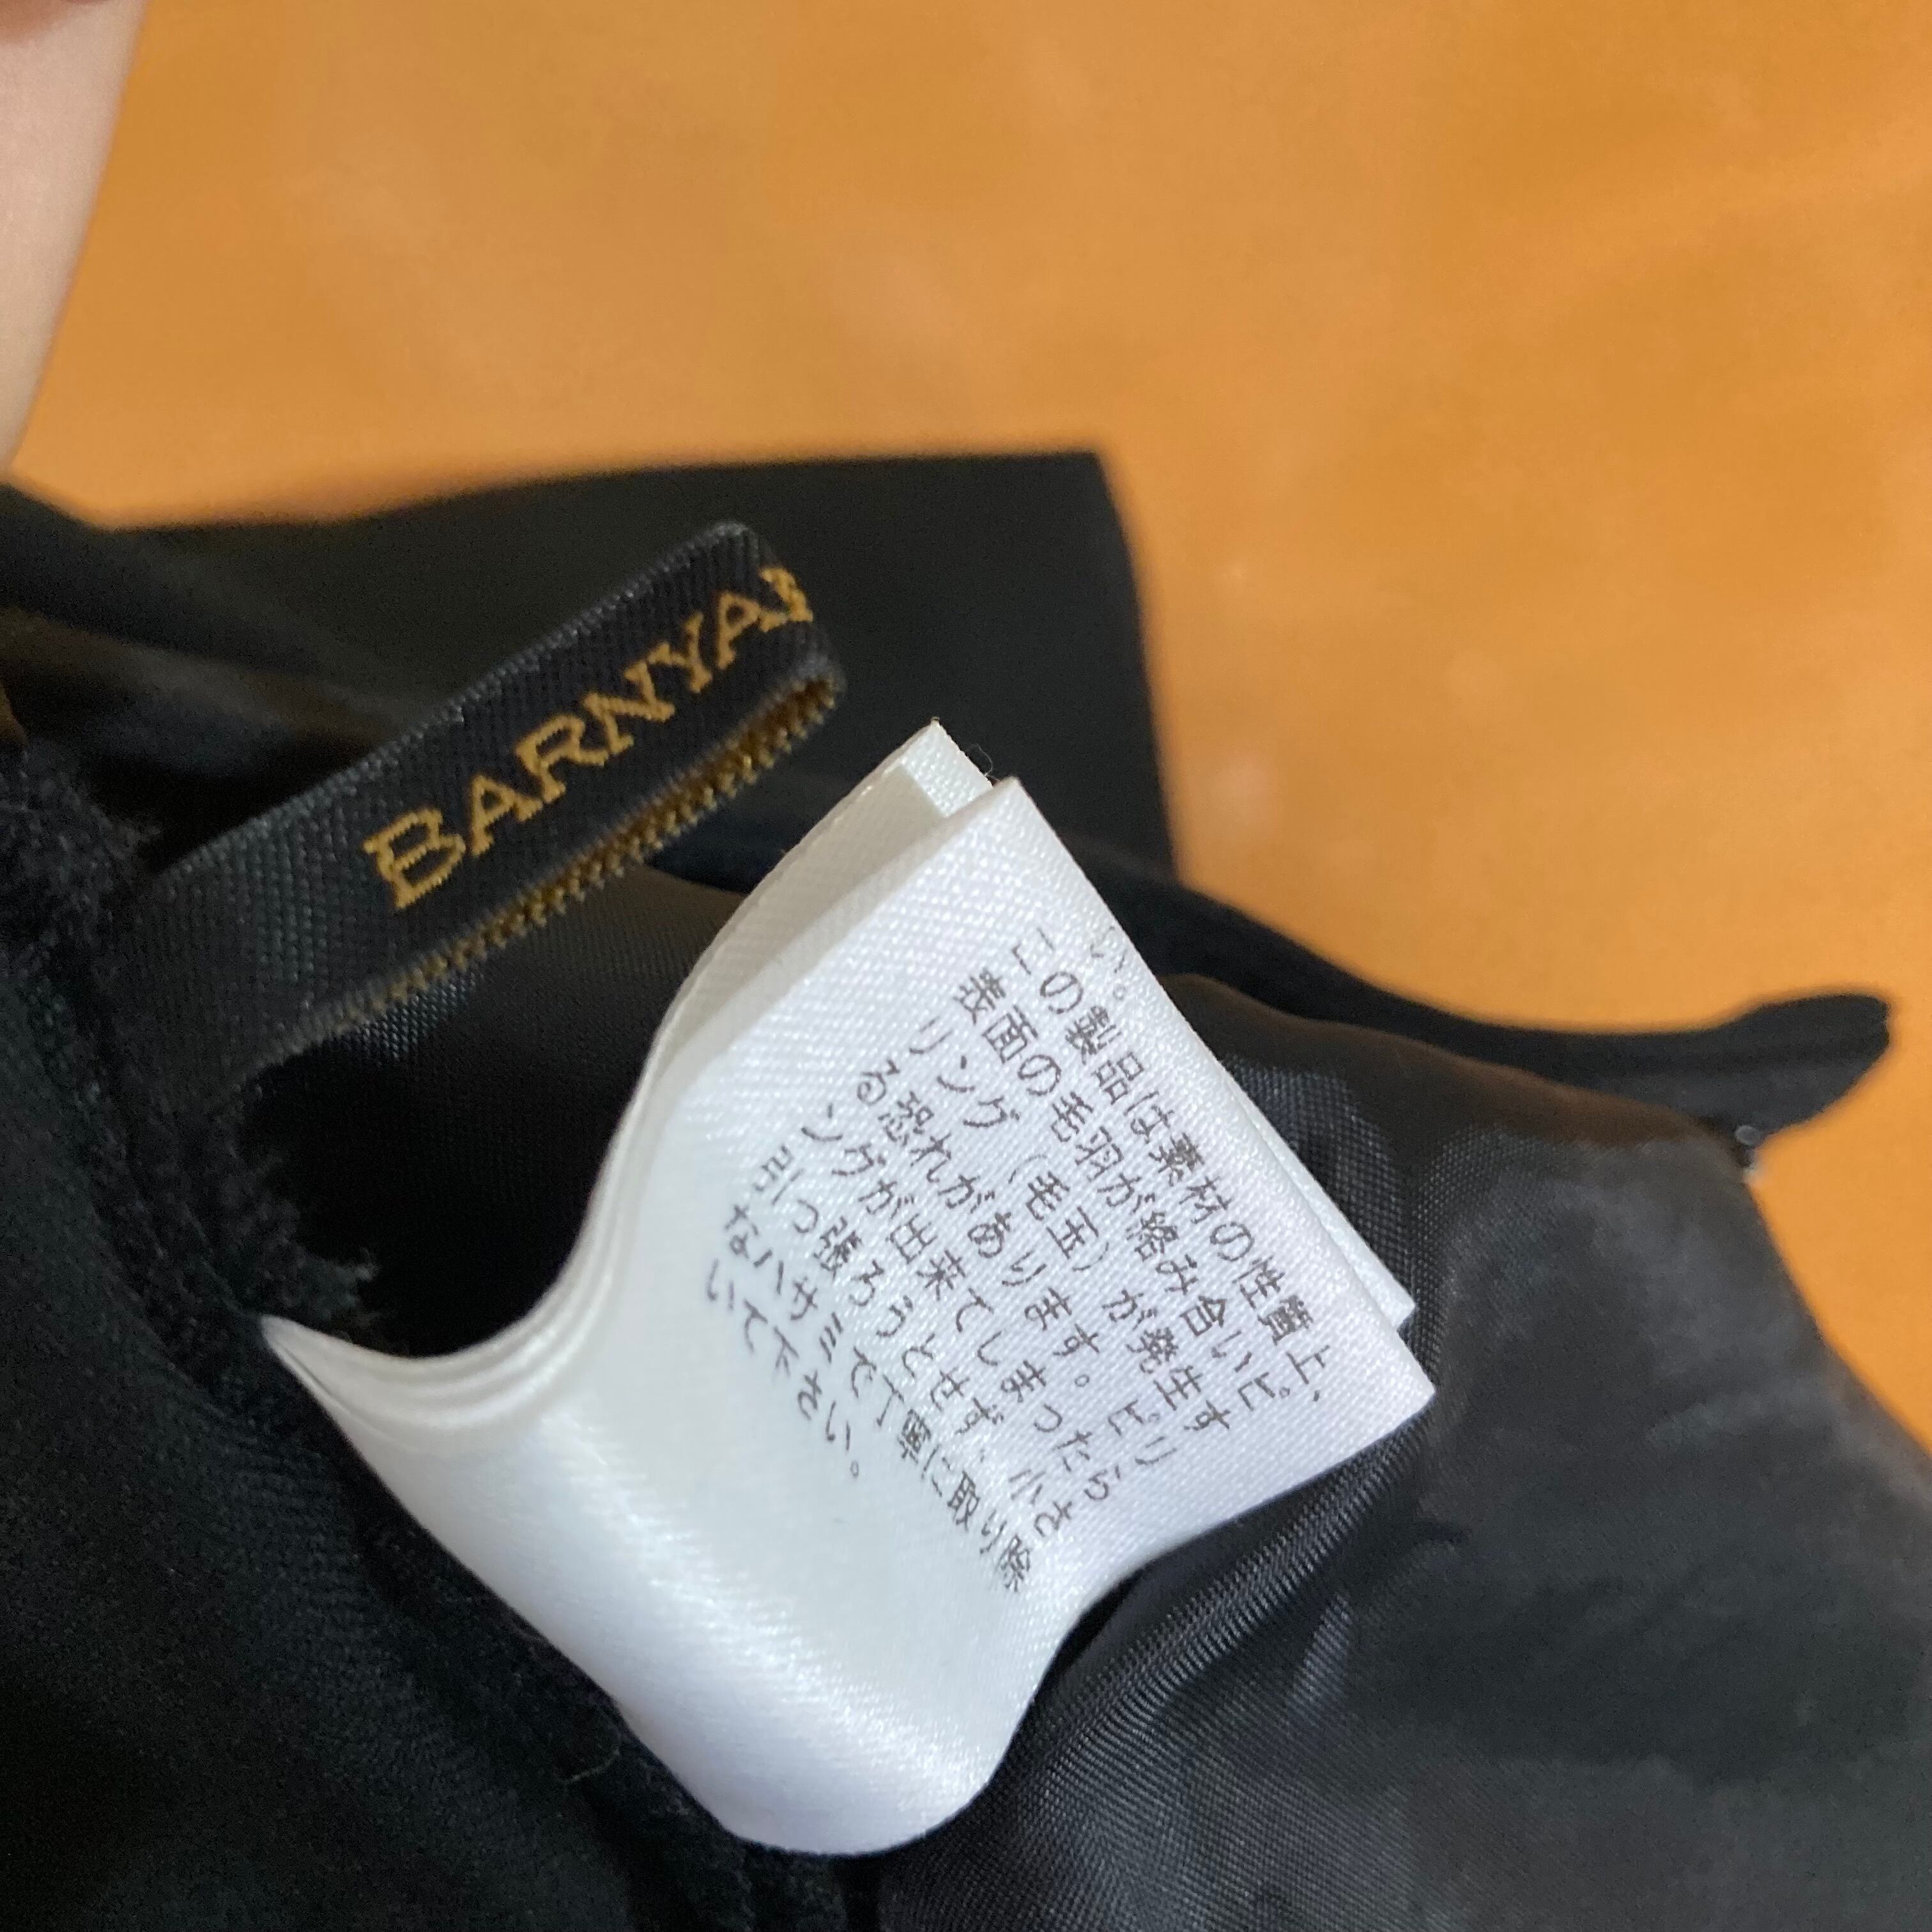 BARNYA
い。
この製品は素材の性質上、
表面の毛羽が絡み合いピ
リング（毛玉）が発生す
る恐れがあります。ピリ
ングが出来てしまったら
引っ張ろうとせず、小さ
なハサミで丁寧に取り除
いて下さい。